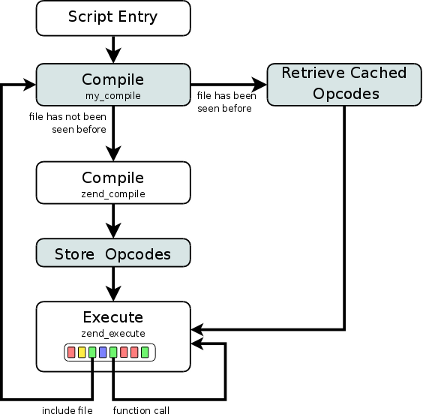 Script Entry
Compile
my_compile
Retrieve Cached
Opcodes
file has been
seen before
file has not been
seen before
Compile
zend_compile
Store Opcodes
Execute
zend_execute
include file
function call